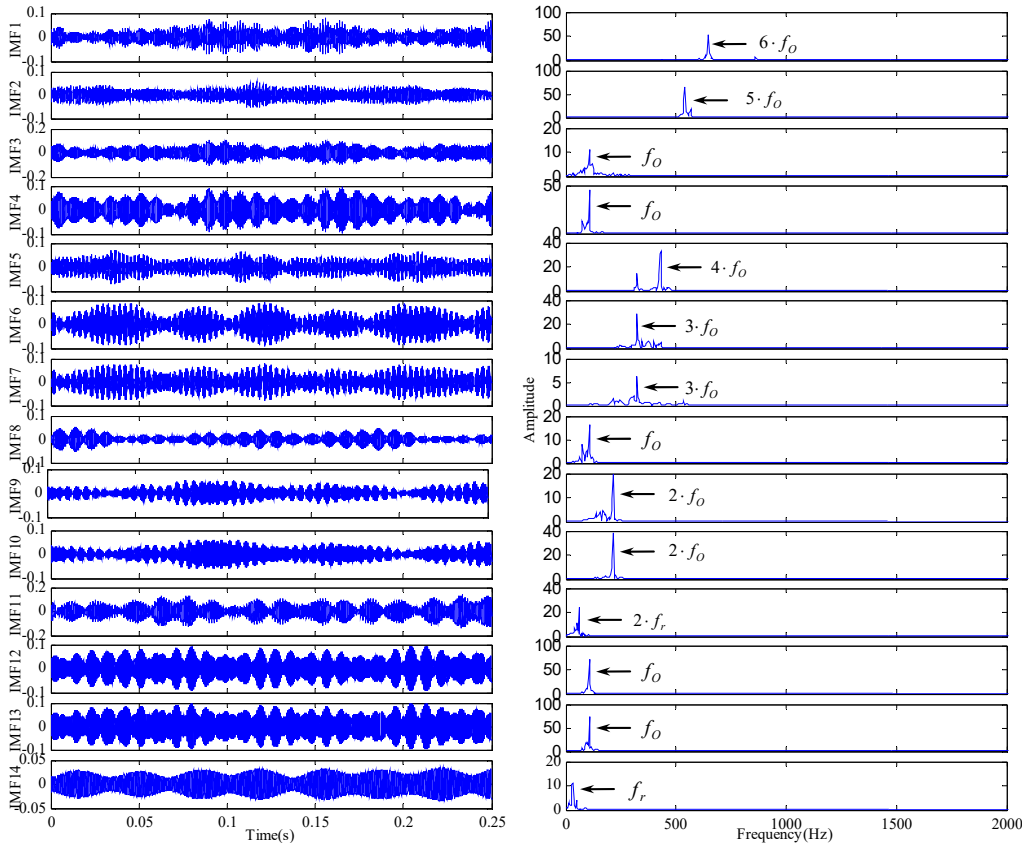 IMF1 0.1 0 -0.1
IMF2 0.1 0 -0.1
IMF3 0.2 0 -0.2
IMF4 0.1 0 -0.1
IMF5 0.1 0 -0.1
IMF6 0.1 0 -0.1
IMF7 0.1 0 -0.1
IMF8 0.1 0 -0.1
IMF9 0.1 0 -0.1
IMF10 0.1 0 -0.1
IMF11 0.2 0 -0.2
IMF12 0.1 0 -0.1
IMF13 0.1 0 -0.1
IMF14 0.05 0 -0.05
0 0.05 0.1 0.15 0.2 0.25
Time(s)
Amplitude
100 50 0 6·f_O
100 50 0 5·f_O
20 10 0 f_O
50 0 f_O
40 20 0 4·f_O
40 20 0 3·f_O
10 5 0 3·f_O
20 10 0 f_O
20 10 0 2·f_O
40 20 0 2·f_O
40 20 0 2·f_r
100 50 0 f_O
100 50 0 f_O
20 10 0 f_r
0 500 1000 1500 2000
Frequency(Hz)